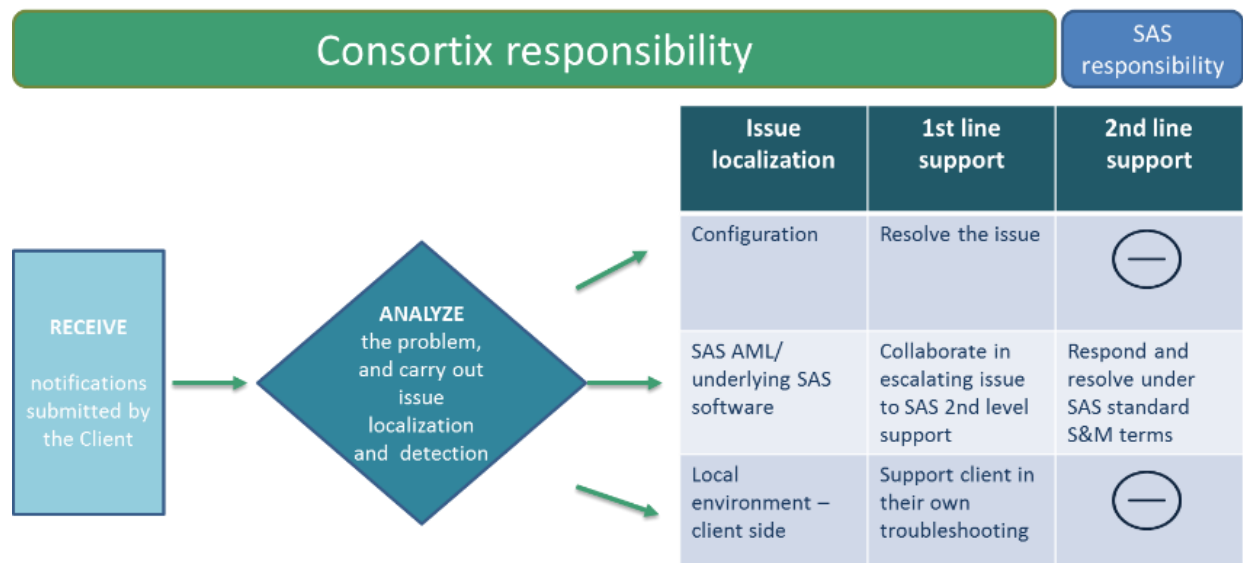 Consortix responsibility
SAS
responsibility
RECEIVE
notifications
submitted by
the Client
ANALYZE
the problem,
and carry out
issue
localization
and detection
Issue
localization
1st line
support
2nd line
support
Configuration
Resolve the issue
SAS AML/
underlying SAS
software
Collaborate in
escalating issue
to SAS 2nd level
support
Respond and
resolve under
SAS standard
S&M terms
Local
environment –
client side
Support client in
their own
troubleshooting